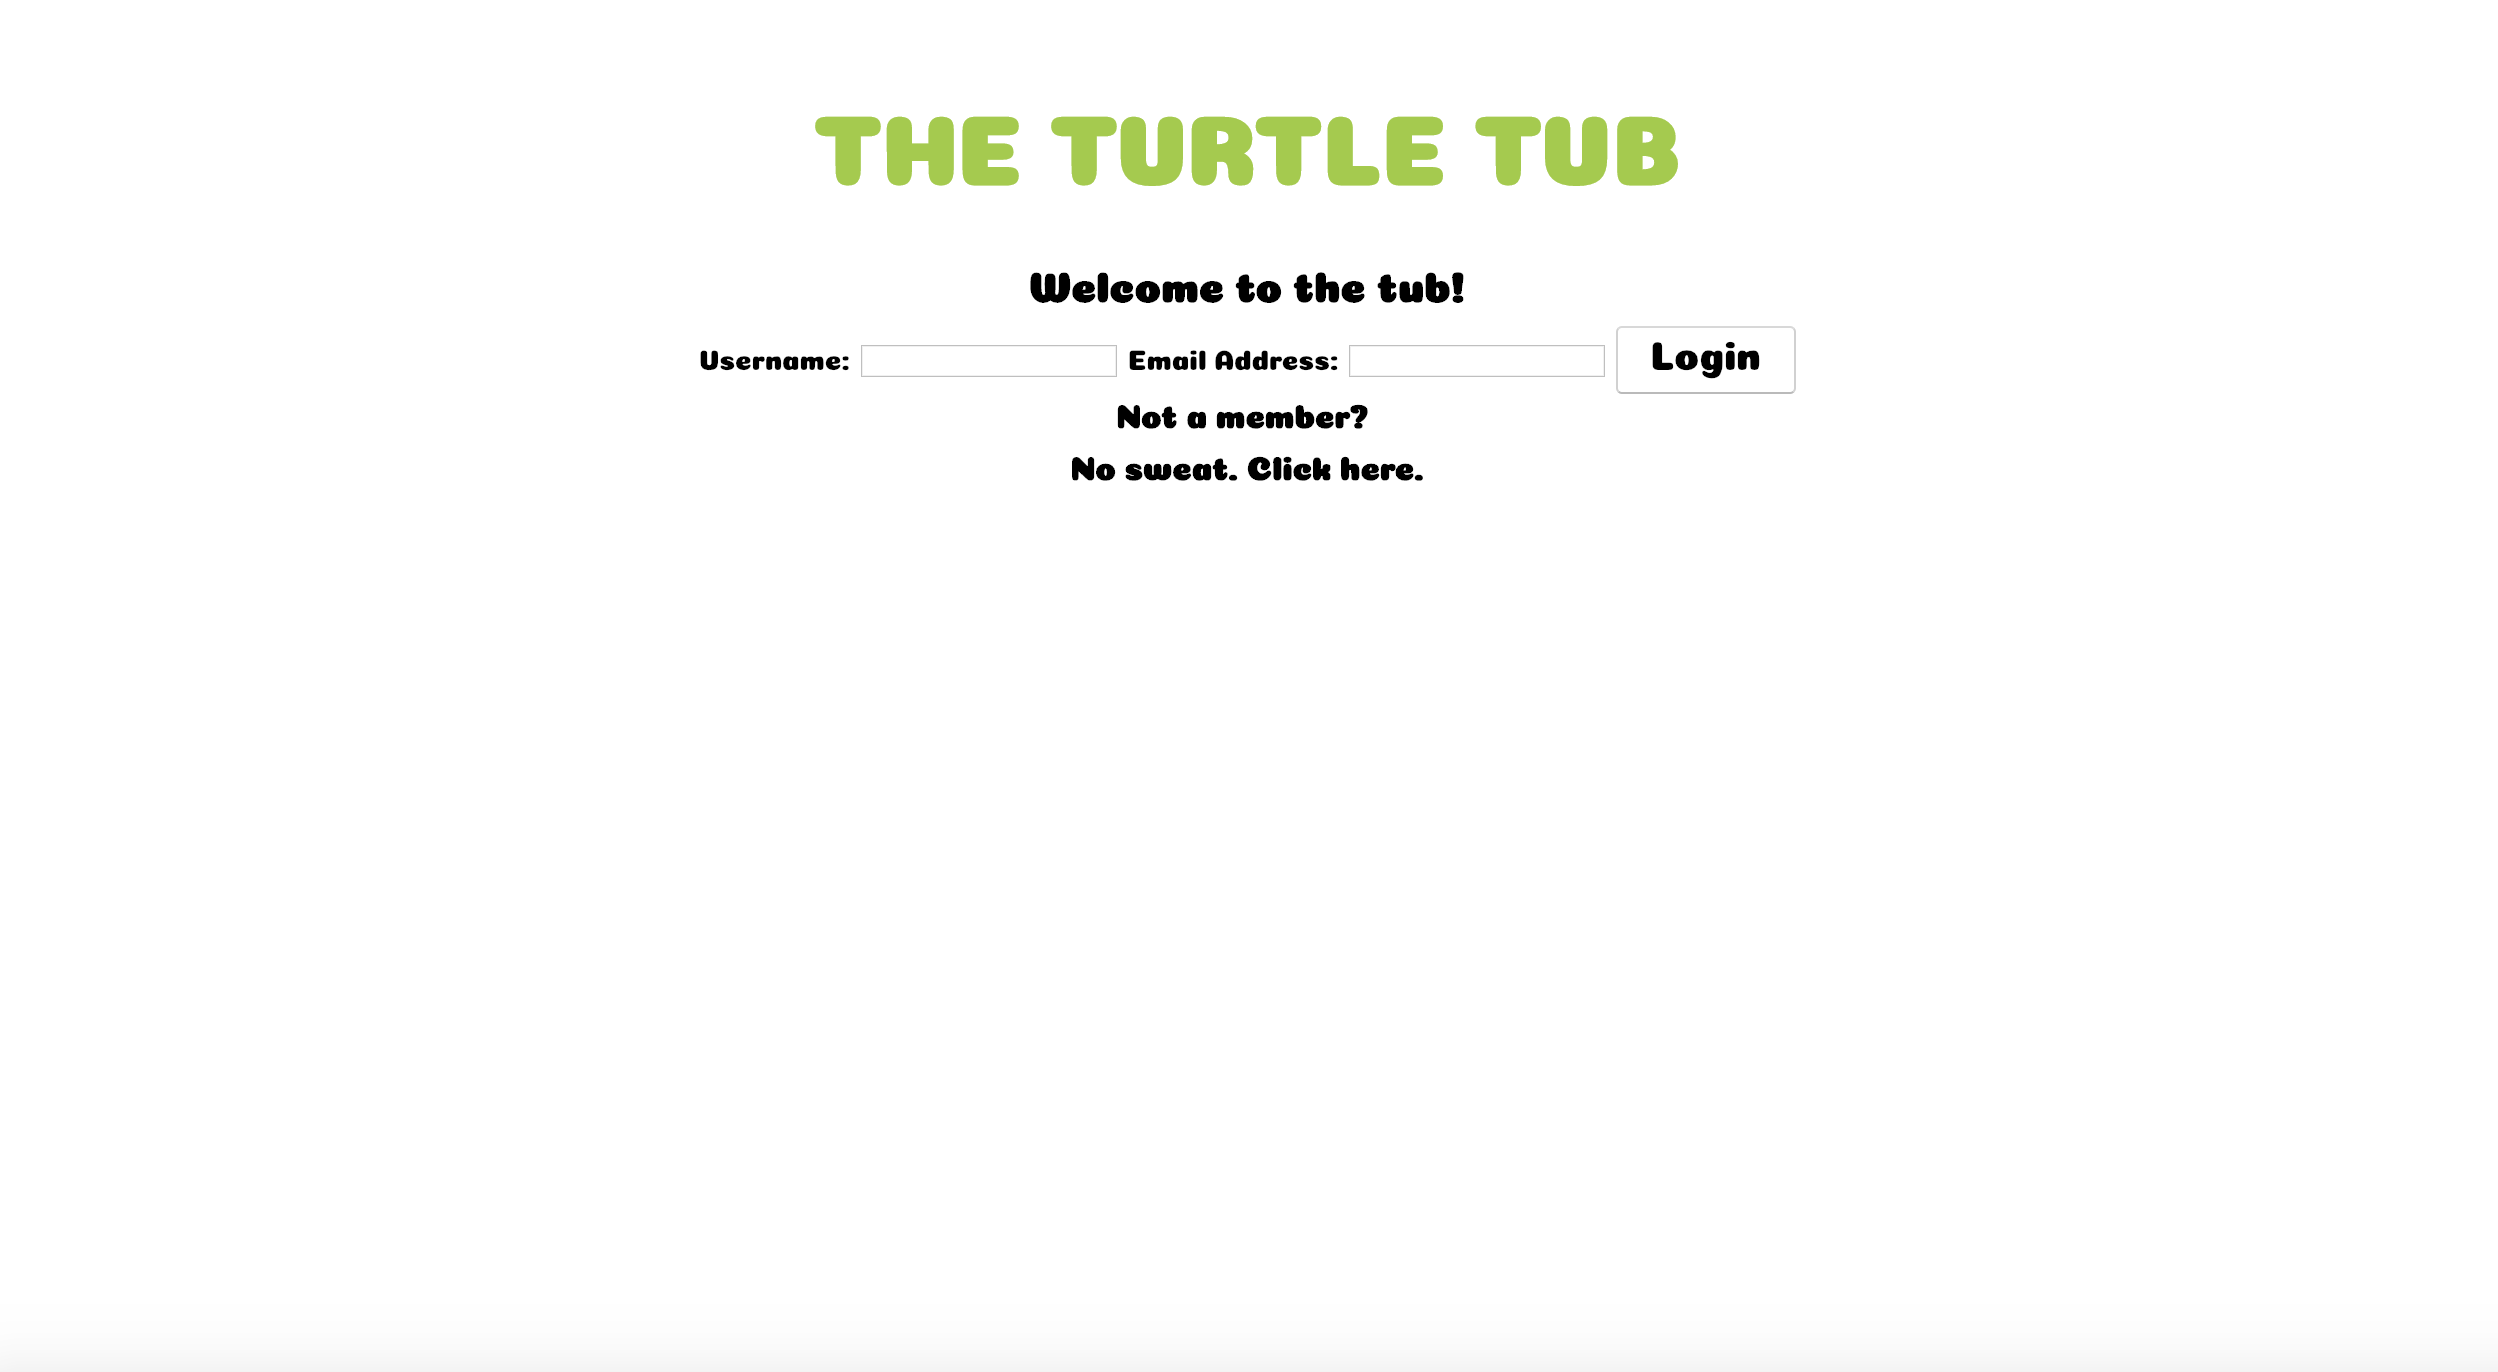 THE TURTLE TUB
Welcome to the tub!
Username: Email Address: Login
Not a member?
No sweat. Click here.